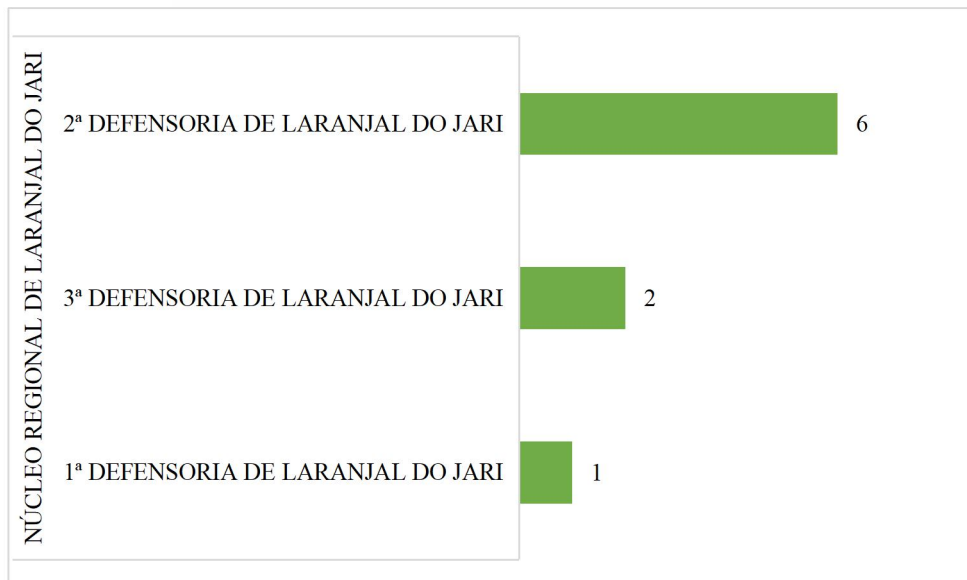 NÚCLEO REGIONAL DE LARANJAL DO JARI
2ª DEFENSORIA DE LARANJAL DO JARI 6
3ª DEFENSORIA DE LARANJAL DO JARI 2
1ª DEFENSORIA DE LARANJAL DO JARI 1